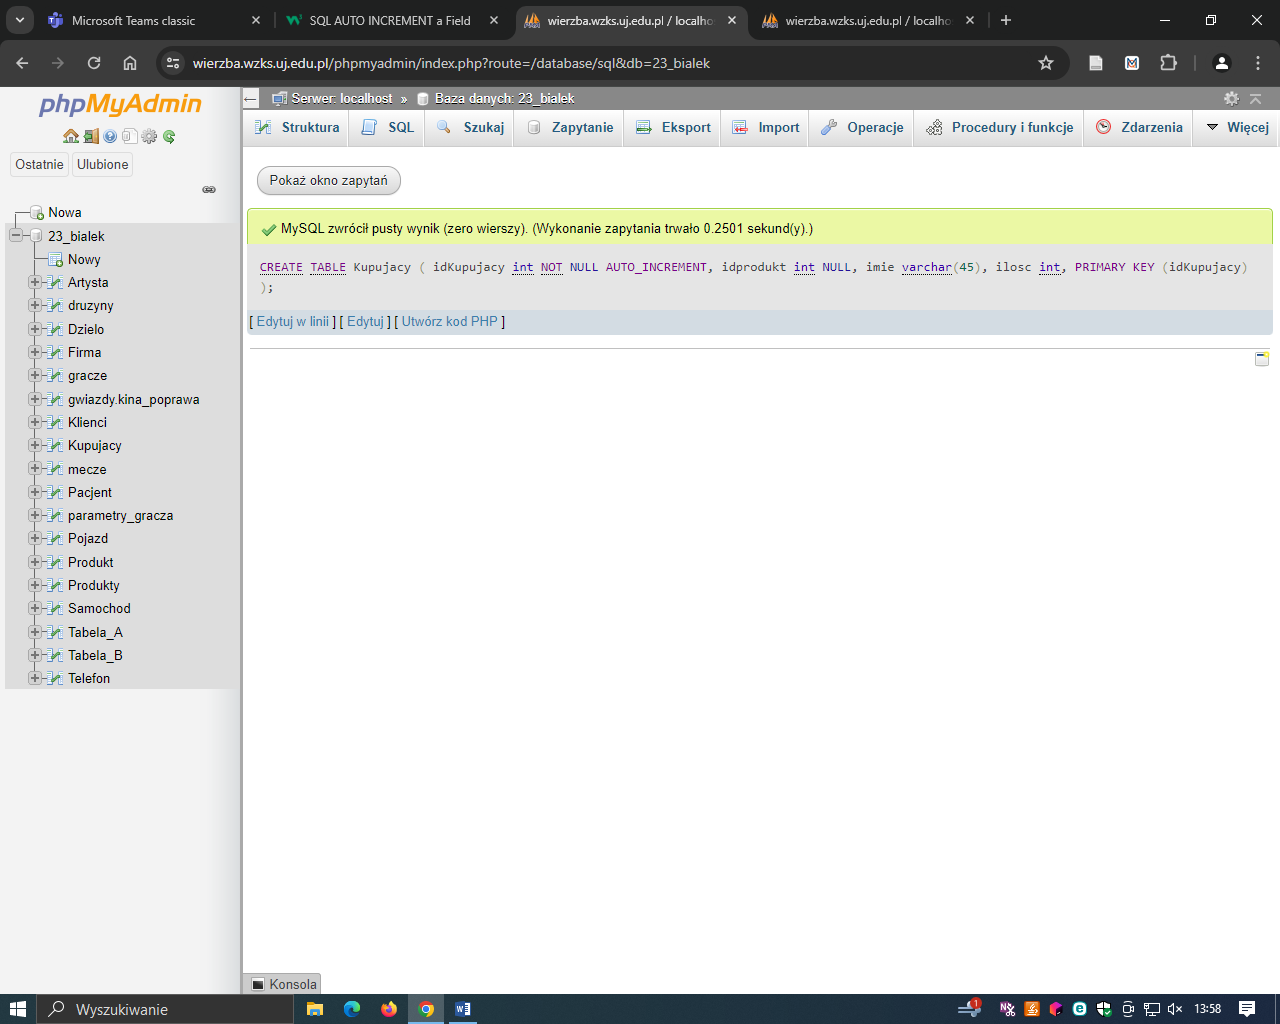 Microsoft Teams classic
SQL AUTO INCREMENT a Field
wierzba.wzks.uj.edu.pl / localho
wierzba.wzks.uj.edu.pl / localho
wierzba.wzks.uj.edu.pl/phpmyadmin/index.php?route=/database/sql&db=23_bialek
phpMyAdmin
Ostatnie Ulubione
Nowa
23_bialek
Nowy
Artysta
druzyny
Dzielo
Firma
gracze
gwiazdy.kina_poprawa
Klienci
Kupujacy
mecze
Pacjent
parametry_gracza
Pojazd
Produkt
Produkty
Samochod
Tabela_A
Tabela_B
Telefon
Serwer: localhost » Baza danych: 23_bialek
Struktura SQL Szukaj Zapytanie Eksport Import Operacje Procedury i funkcje Zdarzenia Więcej
Pokaż okno zapytań
MySQL zwrócił pusty wynik (zero wierszy). (Wykonanie zapytania trwało 0.2501 sekund(y).)
CREATE TABLE Kupujacy ( idKupujacy int NOT NULL AUTO_INCREMENT, idprodukt int NULL, imie varchar(45), ilosc int, PRIMARY KEY (idKupujacy)
);
[ Edytuj w linii ] [ Edytuj ] [ Utwórz kod PHP ]
Konsola
Wyszukiwanie
1
13:58